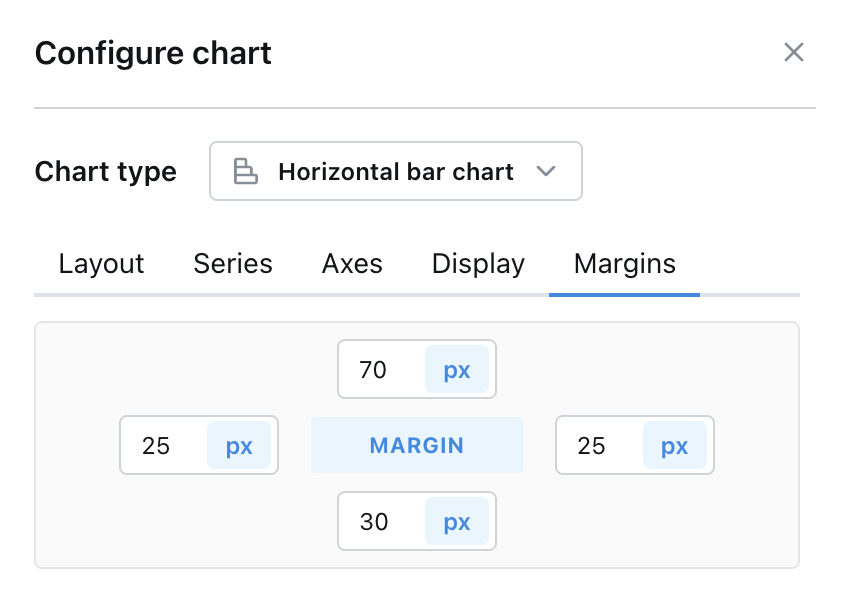 Configure chart
Chart type
Horizontal bar chart
Layout Series Axes Display Margins
70 px
25 px MARGIN 25 px
30 px